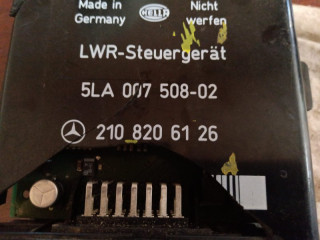 Made in
Germany
HELLA
Nicht
werfen
LWR-Steuergerät
5LA 007 508-02
210 820 61 26